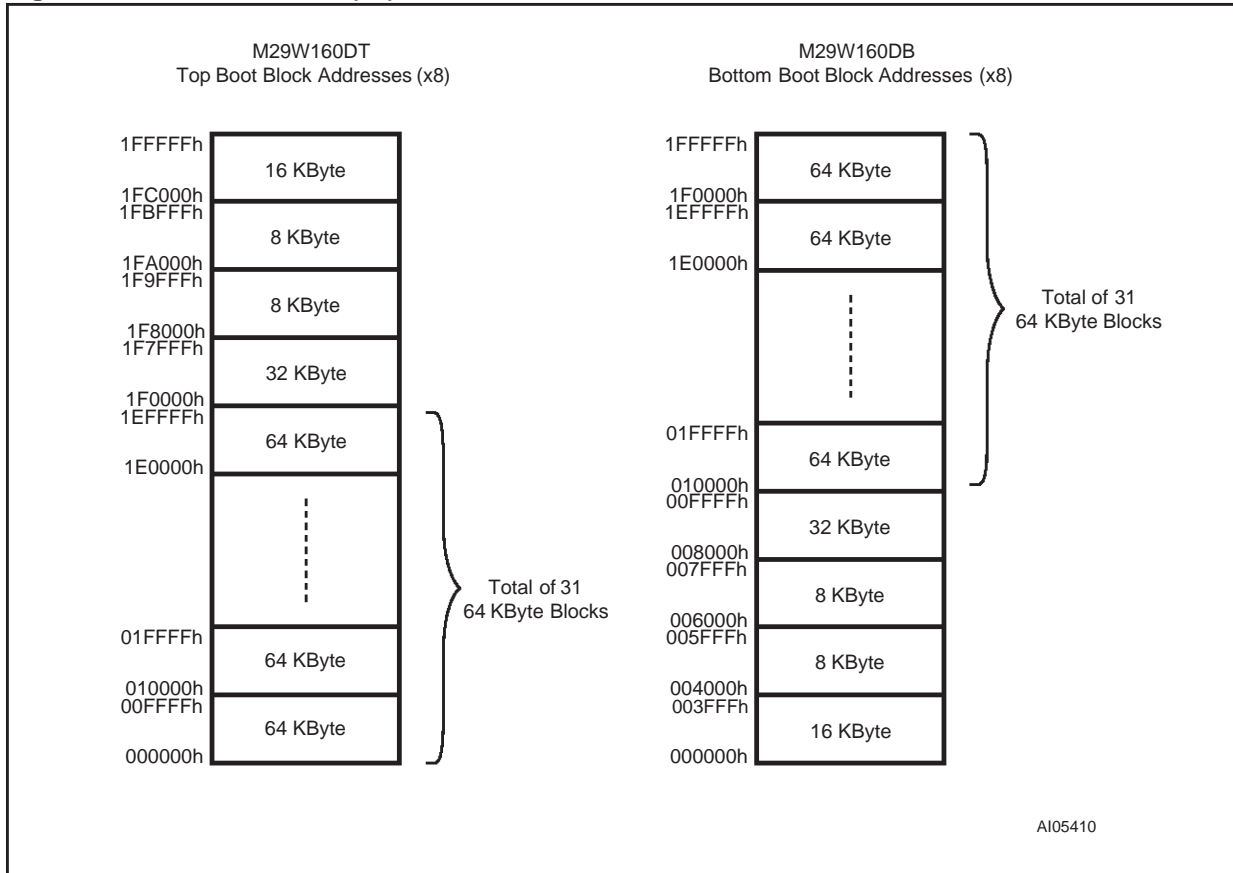 M29W160DT
Top Boot Block Addresses (x8)
1FFFFFh
16 KByte
1FC000h
1FBFFFh
8 KByte
1FA000h
1F9FFFh
8 KByte
1F8000h
1F7FFFh
32 KByte
1F0000h
1EFFFFh
64 KByte
1E0000h
Total of 31
64 KByte Blocks
01FFFFh
64 KByte
010000h
00FFFFh
64 KByte
000000h
M29W160DB
Bottom Boot Block Addresses (x8)
1FFFFFh
64 KByte
1F0000h
1EFFFFh
64 KByte
1E0000h
Total of 31
64 KByte Blocks
01FFFFh
64 KByte
010000h
00FFFFh
32 KByte
008000h
007FFFh
8 KByte
006000h
005FFFh
8 KByte
004000h
003FFFh
16 KByte
000000h
AI05410